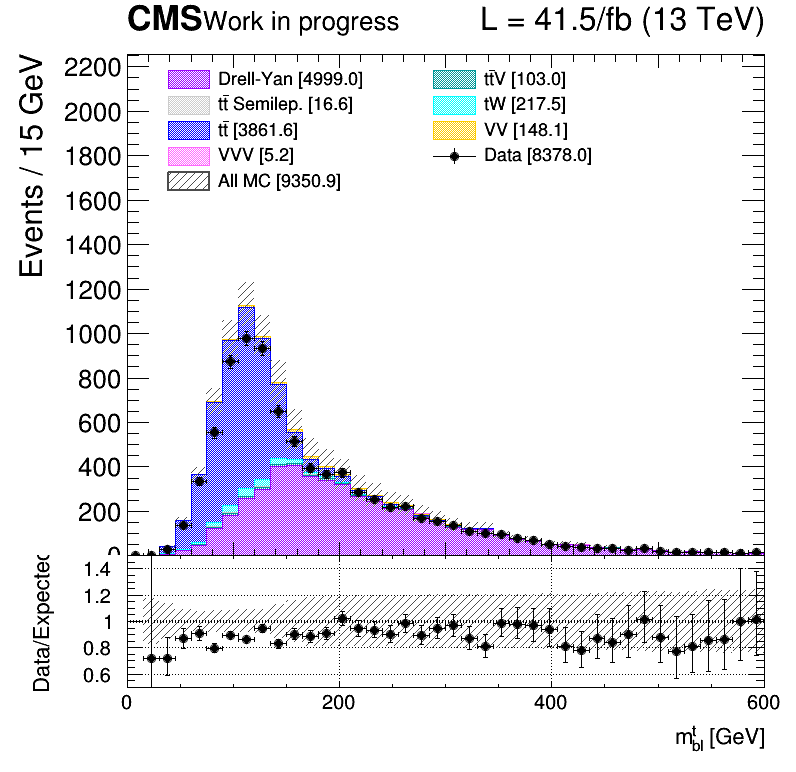 CMS Work in progress L = 41.5/fb (13 TeV)
Events / 15 GeV
2200
2000
1800
1600
1400
1200
1000
800
600
400
200
0
Drell-Yan [4999.0]
tt̄ Semilep. [16.6]
tt̄ [3861.6]
VVV [5.2]
All MC [9350.9]
tt̄V [103.0]
tW [217.5]
VV [148.1]
Data [8378.0]
Data/Expected
1.4
1.2
1
0.8
0.6
0 200 400 600
m^t_bl [GeV]